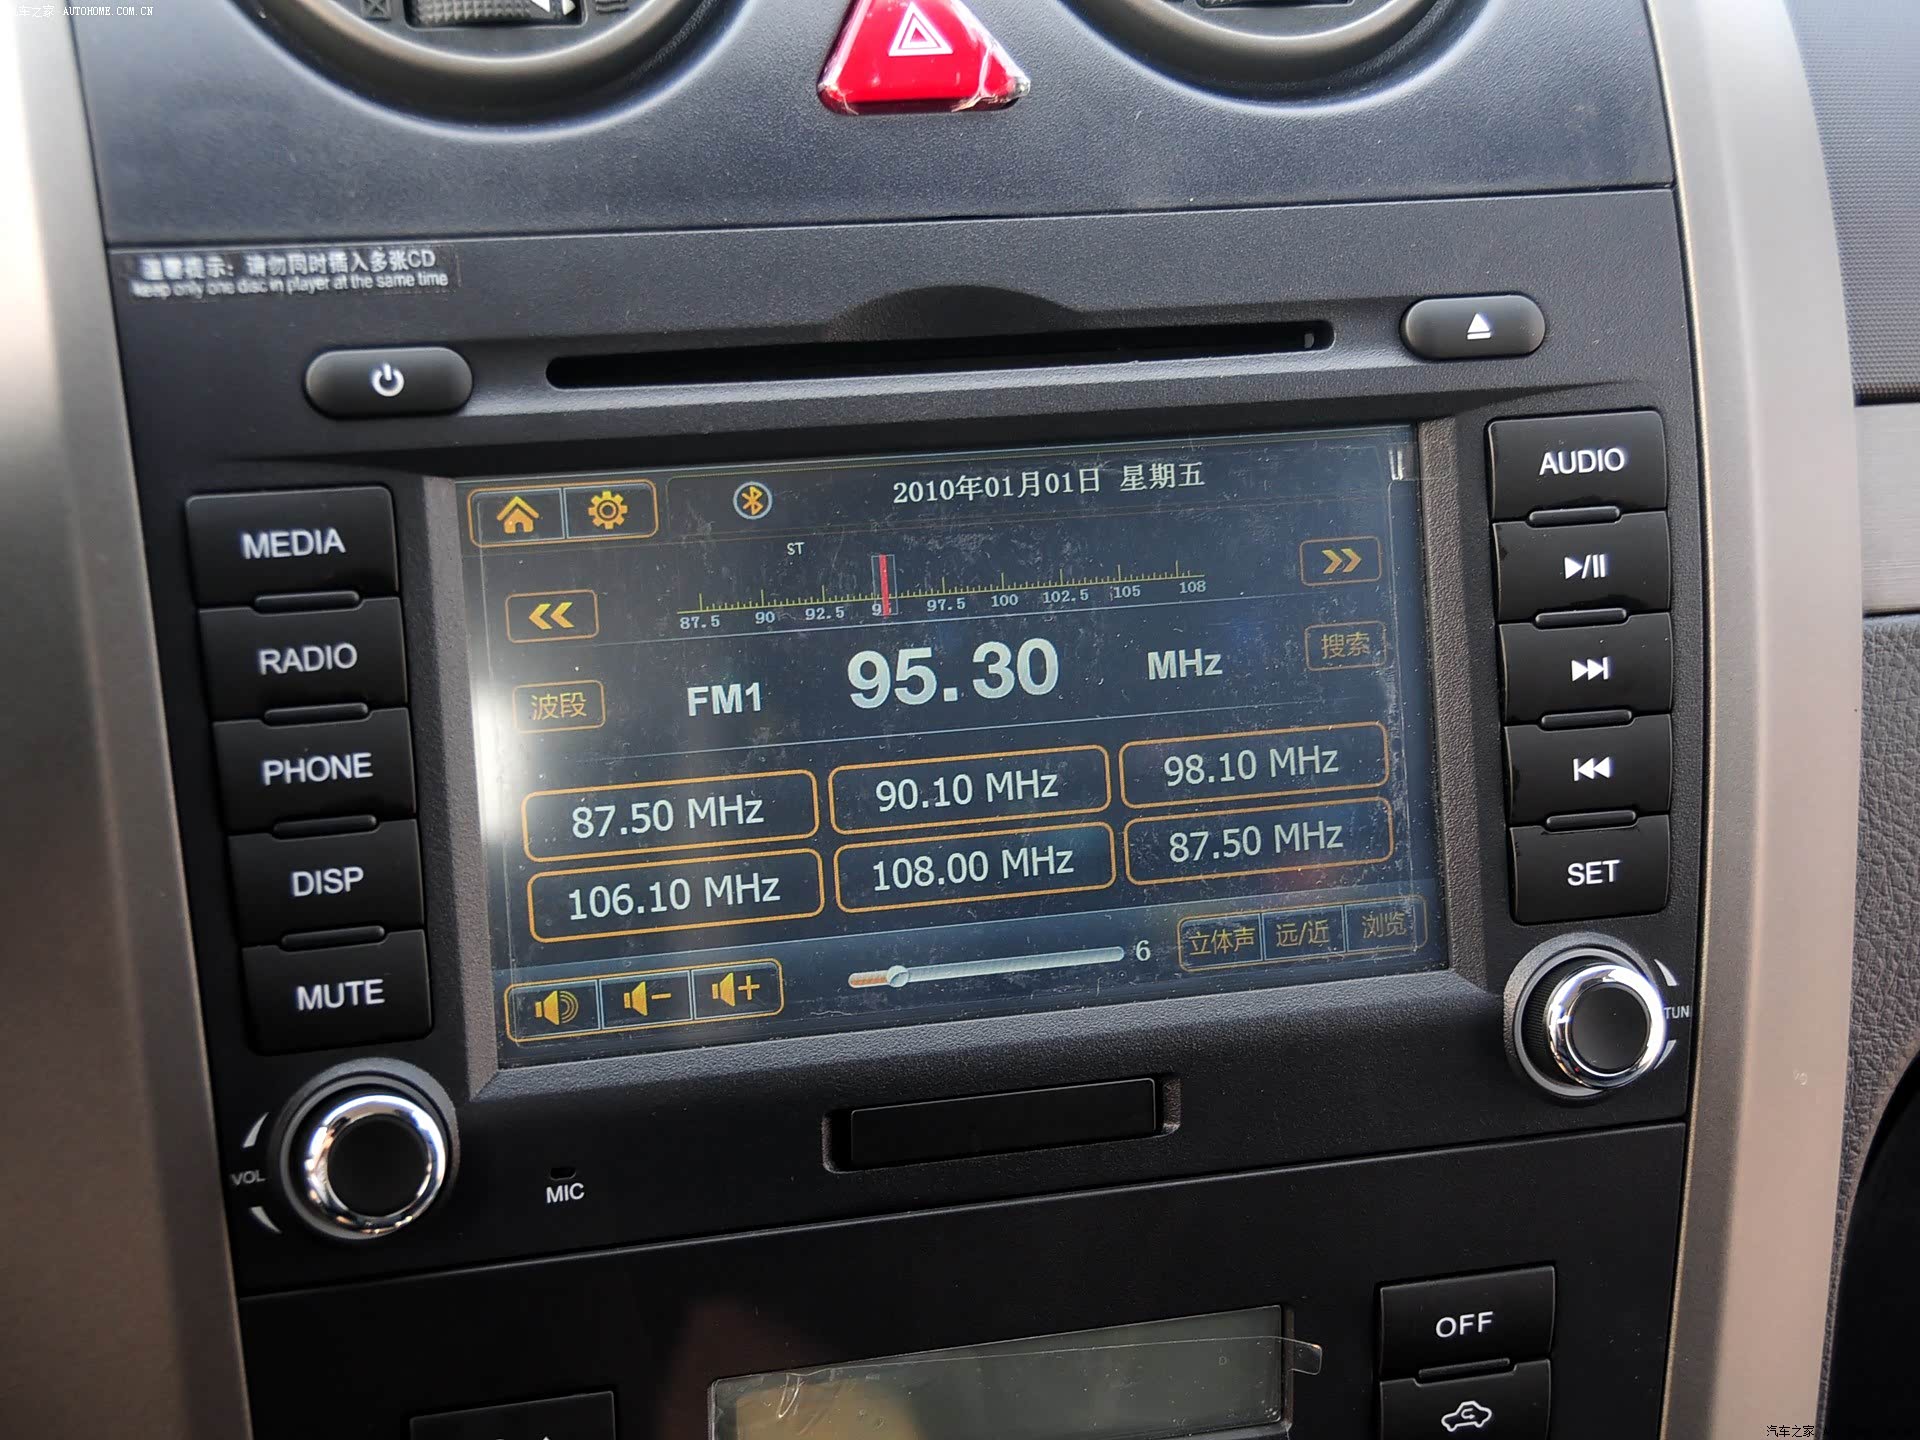 汽车之家-AUTOHOME.COM.CN
温馨提示：请勿同时插入多张CD
keep only one disc in player at the same time
AUDIO
2010年01月01日 星期五
MEDIA
ST
87.5 90 92.5 95 97.5 100 102.5 105 108
RADIO
波段
FM1 95.30 MHz
搜索
PHONE
87.50 MHz 90.10 MHz 98.10 MHz
106.10 MHz 108.00 MHz 87.50 MHz
DISP
SET
6
立体声 远/近 浏览
MUTE
TUN
VOL
MIC
OFF
汽车之家